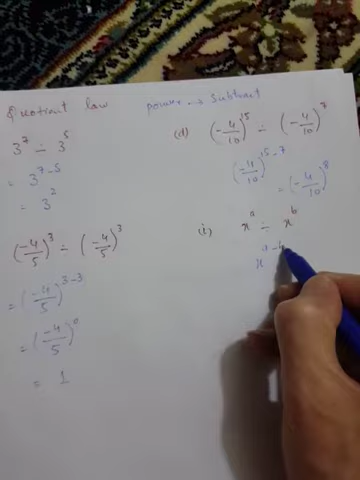 Quotient law power → subtract
3^7 ÷ 3^5
= 3^{7-5}
= 3^2
(-4/5)^3 ÷ (-4/5)^3
= (-4/5)^{3-3}
= (-4/5)^0
= 1
(d) (-4/10)^{15} ÷ (-4/10)^7
(-4/10)^{15-7}
= (-4/10)^8
(i) x^a ÷ x^b
x^{a-b}